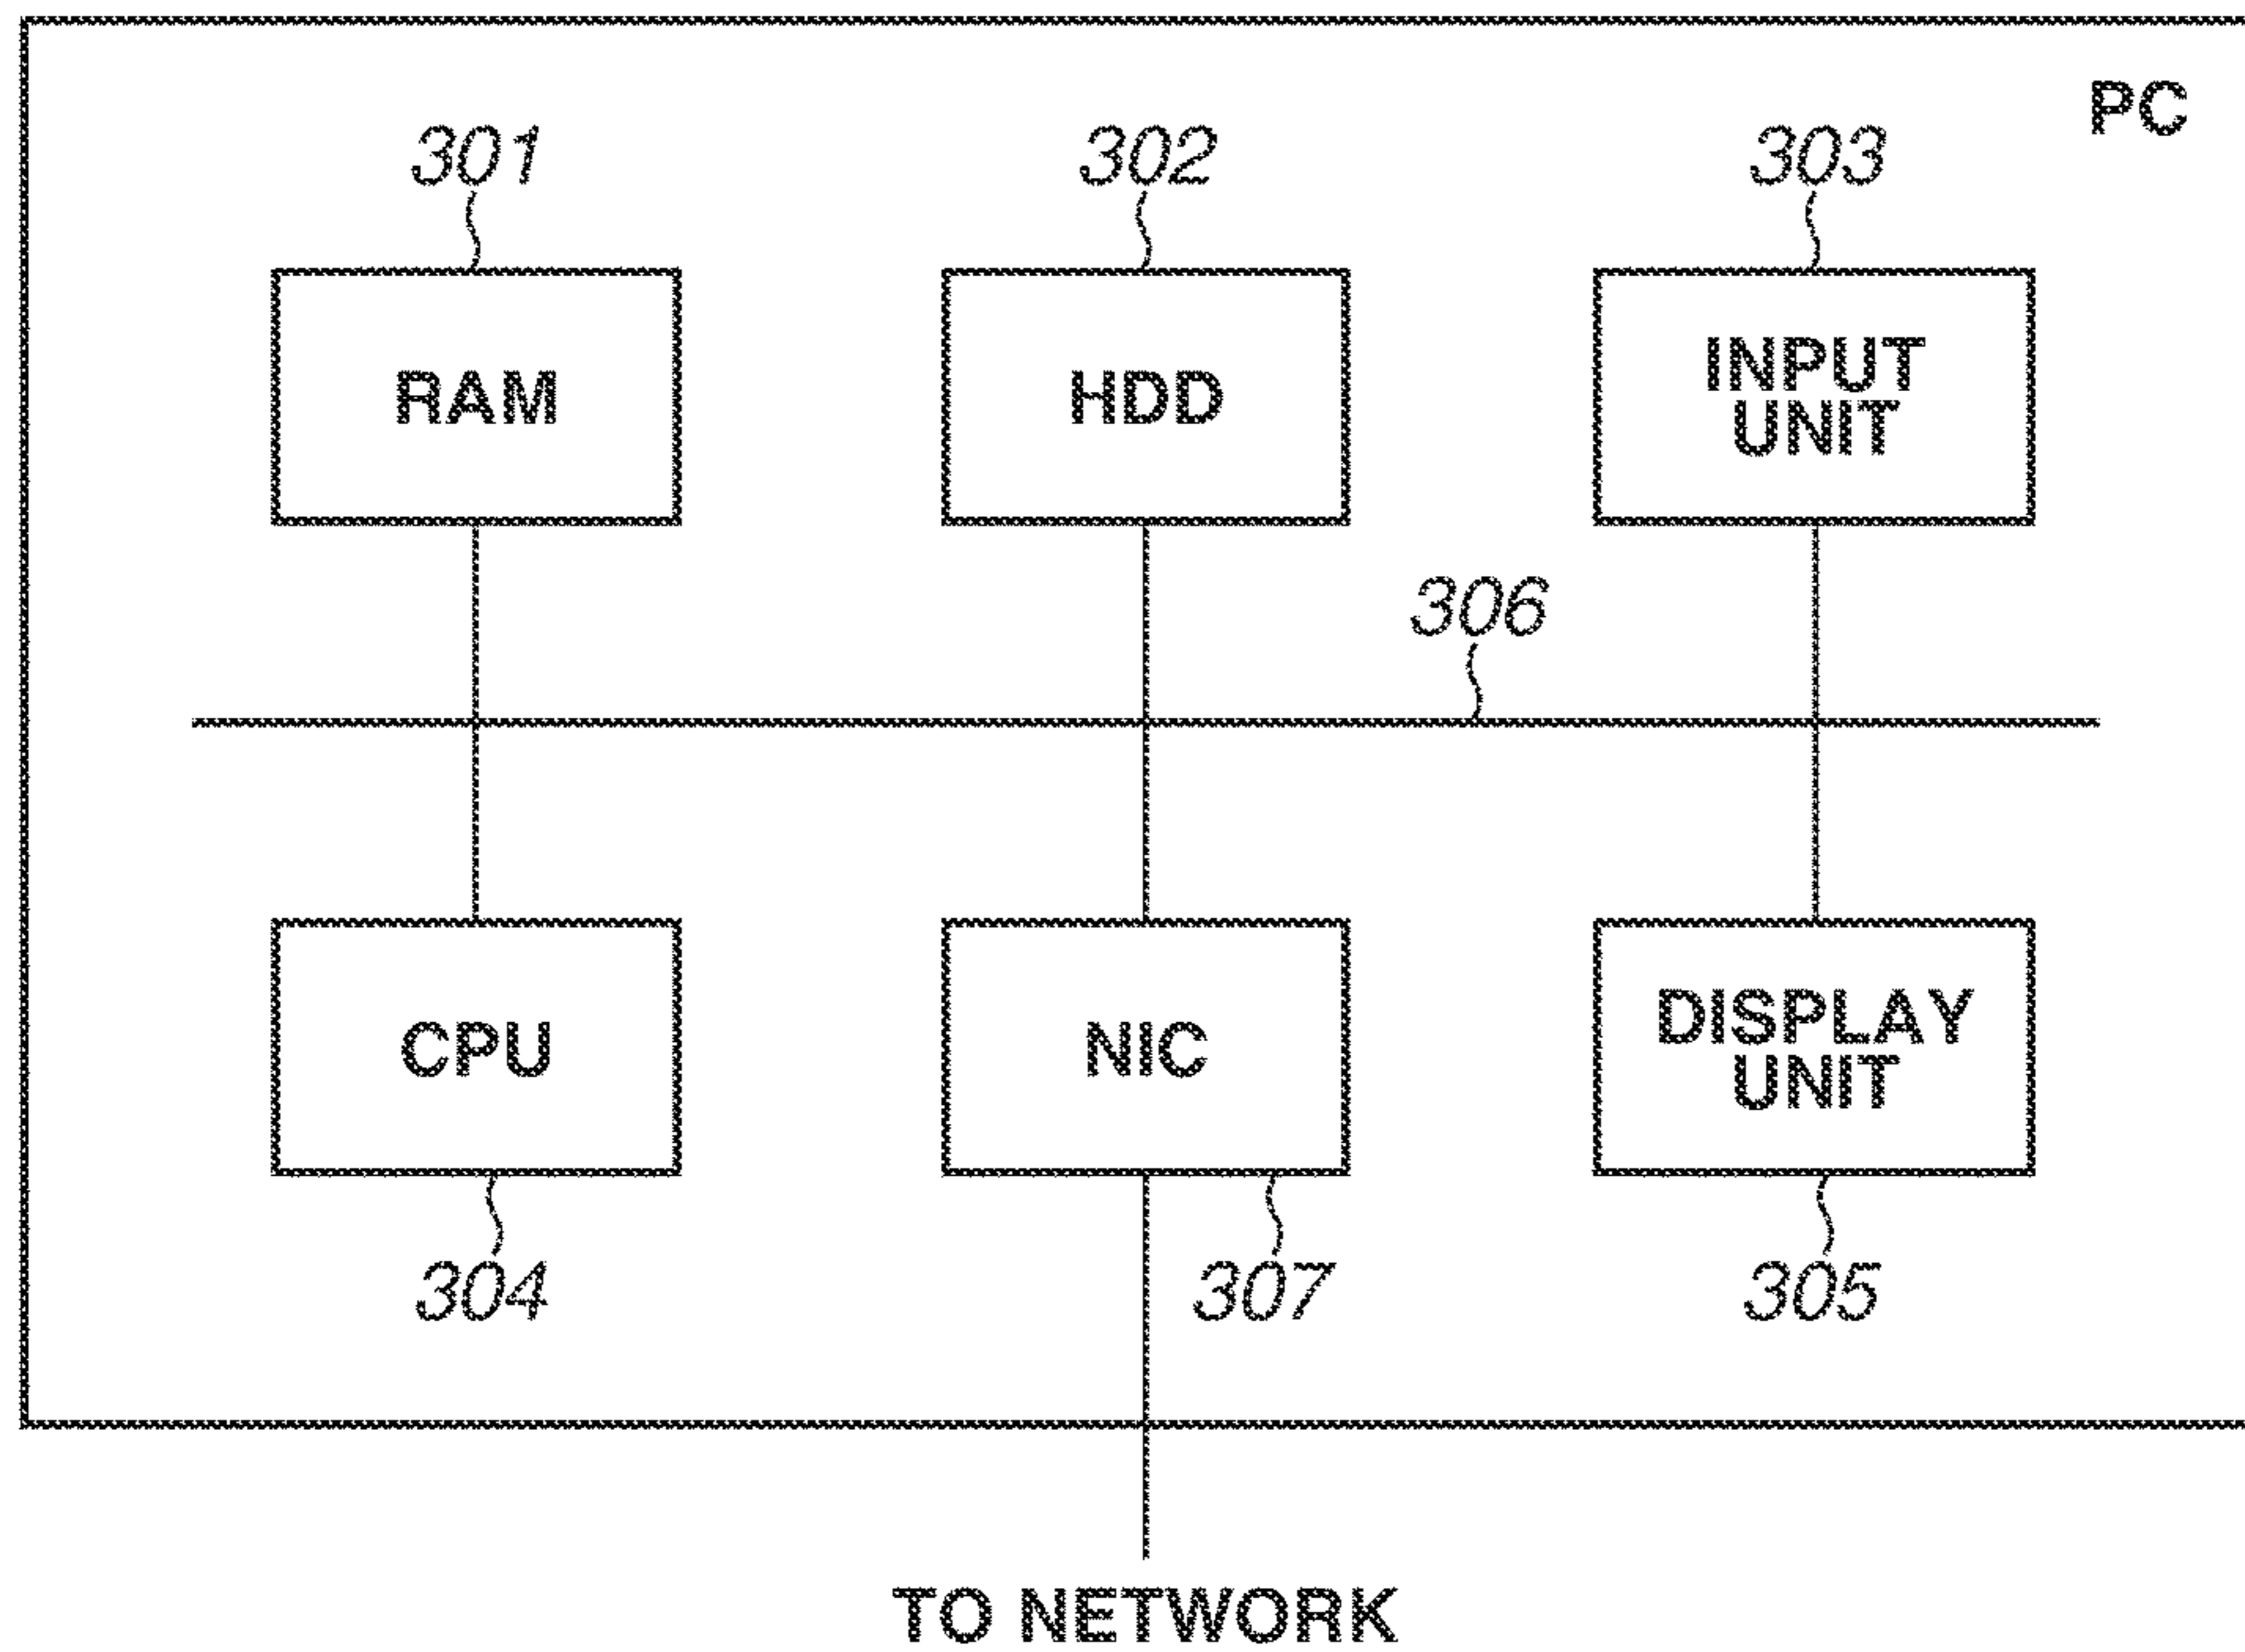 PC
301
302
303
RAM
HDD
INPUT
UNIT
306
CPU
NIC
DISPLAY
UNIT
304
307
305
TO NETWORK